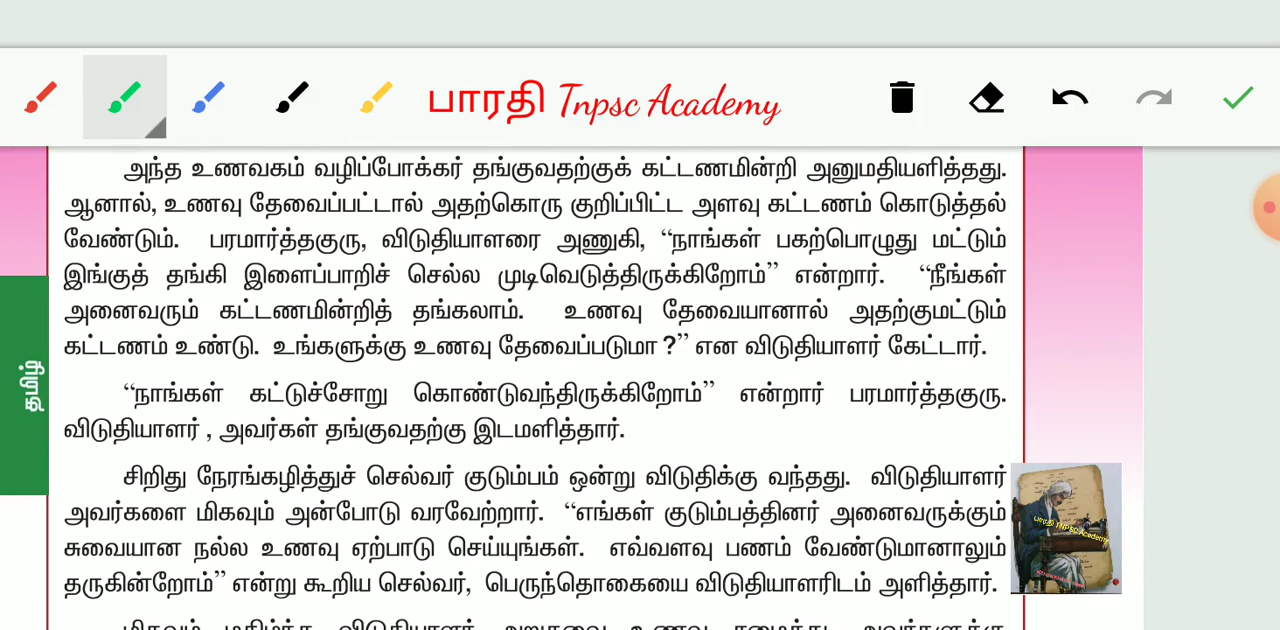 பாரதி Tnpsc Academy
அந்த உணவகம் வழிப்போக்கர் தங்குவதற்குக் கட்டணமின்றி அனுமதியளித்தது.
ஆனால், உணவு தேவைப்பட்டால் அதற்கொரு குறிப்பிட்ட அளவு கட்டணம் கொடுத்தல்
வேண்டும். பரமார்த்தகுரு, விடுதியாளரை அணுகி, “நாங்கள் பகற்பொழுது மட்டும்
இங்குத் தங்கி இளைப்பாறிச் செல்ல முடிவெடுத்திருக்கிறோம்” என்றார். “நீங்கள்
அனைவரும் கட்டணமின்றித் தங்கலாம். உணவு தேவையானால் அதற்குமட்டும்
கட்டணம் உண்டு. உங்களுக்கு உணவு தேவைப்படுமா ?” என விடுதியாளர் கேட்டார்.
தமிழ்
“நாங்கள் கட்டுச்சோறு கொண்டுவந்திருக்கிறோம்” என்றார் பரமார்த்தகுரு.
விடுதியாளர் , அவர்கள் தங்குவதற்கு இடமளித்தார்.
சிறிது நேரங்கழித்துச் செல்வர் குடும்பம் ஒன்று விடுதிக்கு வந்தது. விடுதியாளர்
அவர்களை மிகவும் அன்போடு வரவேற்றார். “எங்கள் குடும்பத்தினர் அனைவருக்கும்
சுவையான நல்ல உணவு ஏற்பாடு செய்யுங்கள். எவ்வளவு பணம் வேண்டுமானாலும்
தருகின்றோம்” என்று கூறிய செல்வர், பெருந்தொகையை விடுதியாளரிடம் அளித்தார்.
பாரதி TNPSC Academy